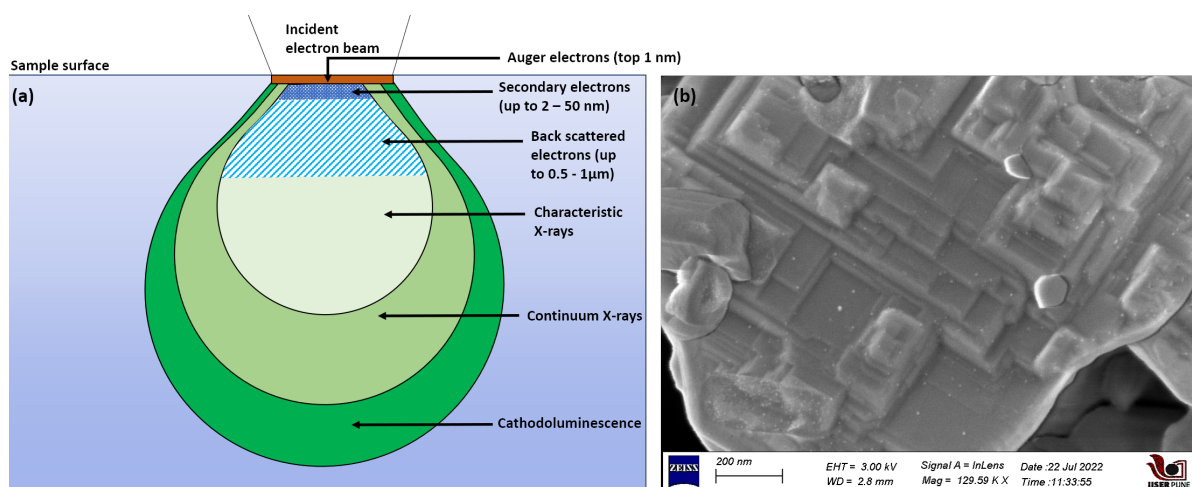 Incident
electron beam
Auger electrons (top 1 nm)
Sample surface
(a)
Secondary electrons
(up to 2 – 50 nm)
Back scattered
electrons (up
to 0.5 - 1µm)
Characteristic
X-rays
Continuum X-rays
Cathodoluminescence
(b)
ZEISS
200 nm
EHT = 3.00 kV
WD = 2.8 mm
Signal A = InLens
Mag = 129.59 K X
Date :22 Jul 2022
Time :11:33:55
IISER PUNE